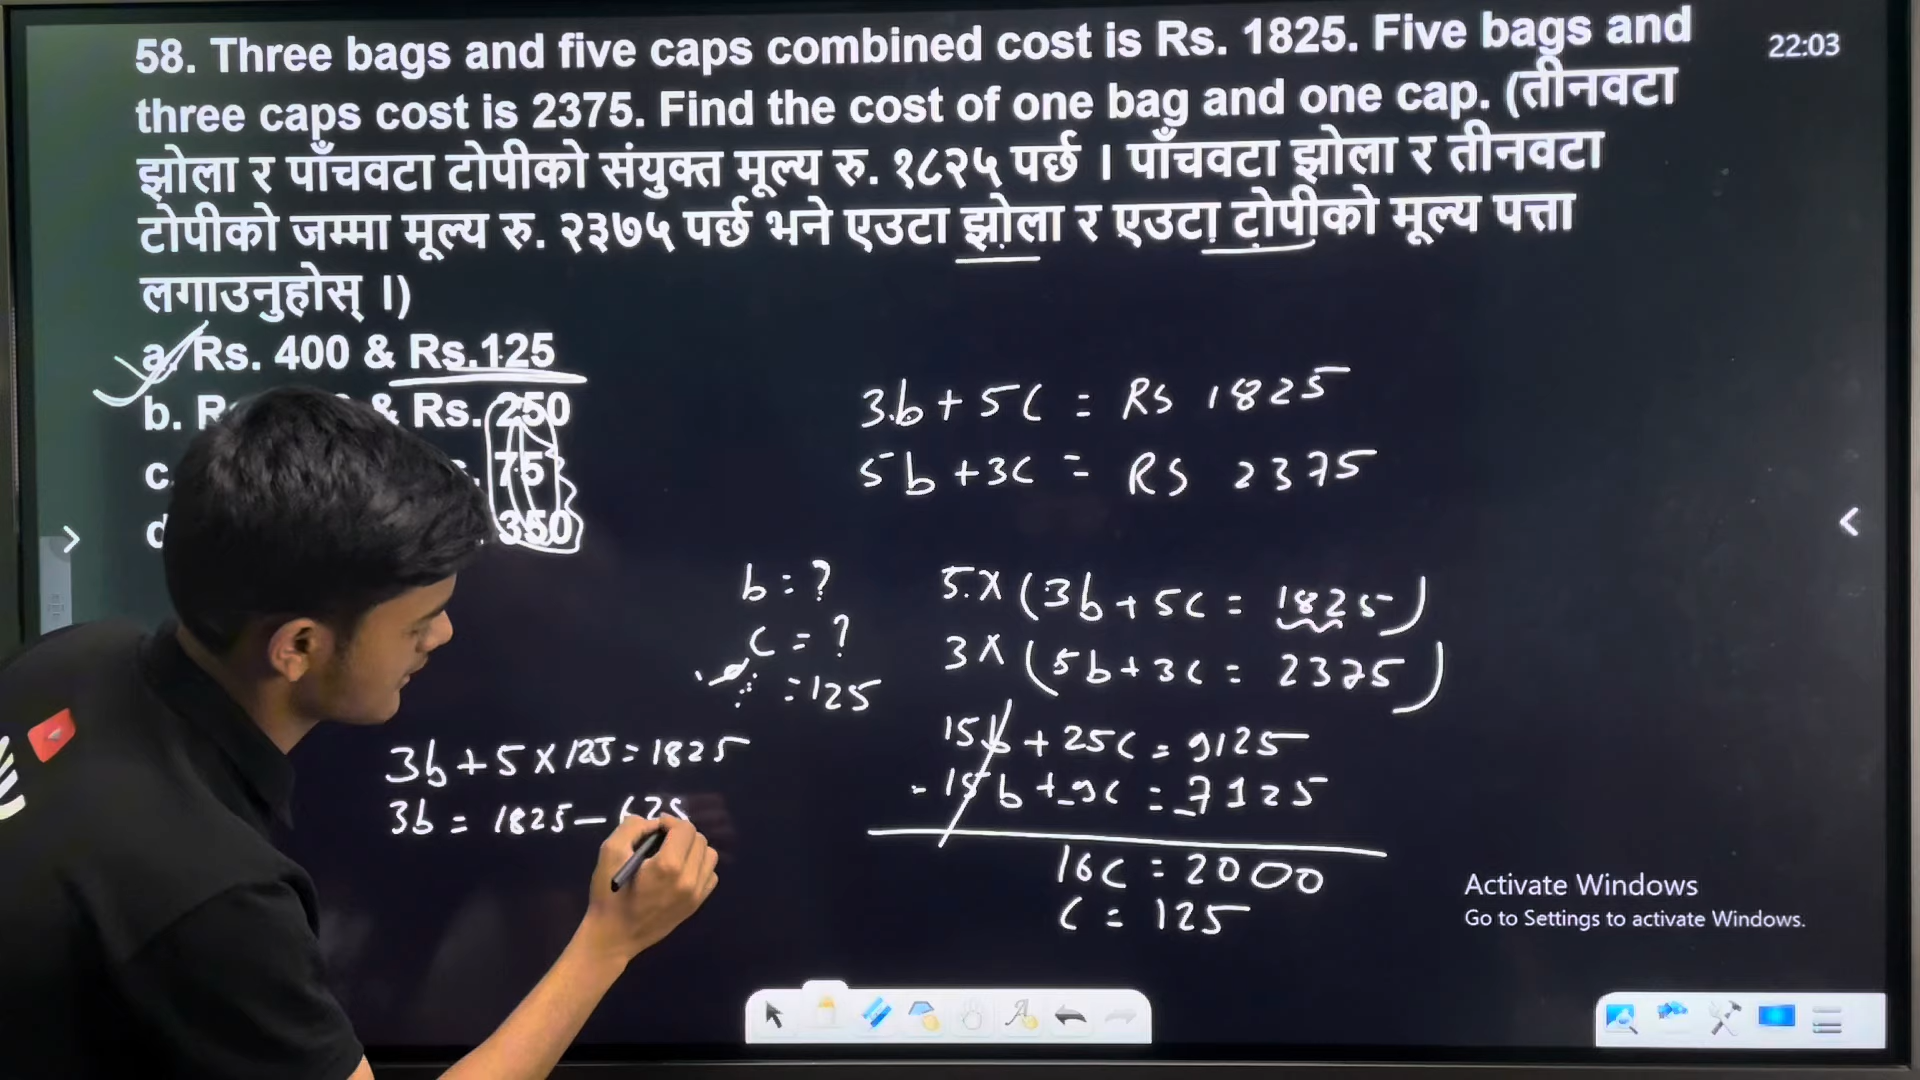 58. Three bags and five caps combined cost is Rs. 1825. Five bags and
three caps cost is 2375. Find the cost of one bag and one cap. (तीनवटा
झोला र पाँचवटा टोपीको संयुक्त मूल्य रु. १८२५ पर्छ । पाँचवटा झोला र तीनवटा
टोपीको जम्मा मूल्य रु. २३७५ पर्छ भने एउटा झोला र एउटा टोपीको मूल्य पत्ता
लगाउनुहोस् ।)
22:03
a. Rs. 400 & Rs.125
b. & Rs. 250
c. 75
350
3b + 5c = RS 1825
5b + 3c = RS 2375
b = ?
c = ?
= 125
5 x (3b + 5c = 1825)
3 x (5b + 3c = 2375)
15b + 25c = 9125
- 15b + 9c = 7125
16c = 2000
c = 125
3b + 5 x 125 = 1825
3b = 1825 - 625
Activate Windows
Go to Settings to activate Windows.